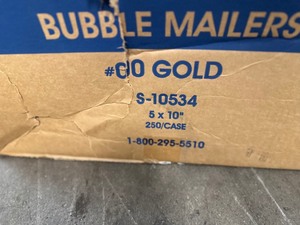 BUBBLE MAILERS
#00 GOLD
S-10534
5 x 10"
250/CASE
1-800-295-5510